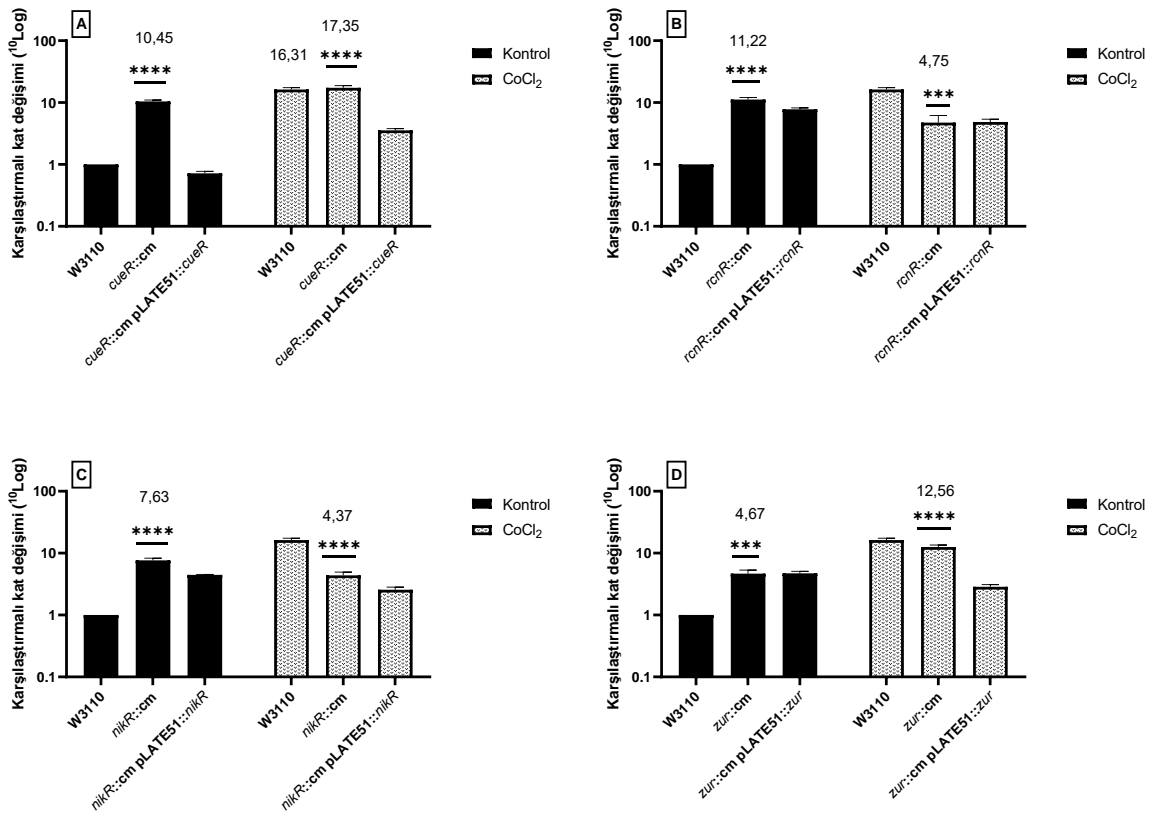 A
Karşılaştırmalı kat değişimi (¹⁰Log)
100
10
1
0.1
10,45
****
16,31
17,35
****
W3110
cueR::cm
cueR::cm pLATE51::cueR
W3110
cueR::cm
cueR::cm pLATE51::cueR
Kontrol
CoCl₂
B
Karşılaştırmalı kat değişimi (¹⁰Log)
100
10
1
0.1
11,22
****
4,75
***
W3110
rcnR::cm
rcnR::cm pLATE51::rcnR
W3110
rcnR::cm
rcnR::cm pLATE51::rcnR
Kontrol
CoCl₂
C
Karşılaştırmalı kat değişimi (¹⁰Log)
100
10
1
0.1
7,63
****
4,37
****
W3110
nikR::cm
nikR::cm pLATE51::nikR
W3110
nikR::cm
nikR::cm pLATE51::nikR
Kontrol
CoCl₂
D
Karşılaştırmalı kat değişimi (¹⁰Log)
100
10
1
0.1
4,67
***
12,56
****
W3110
zur::cm
zur::cm pLATE51::zur
W3110
zur::cm
zur::cm pLATE51::zur
Kontrol
CoCl₂